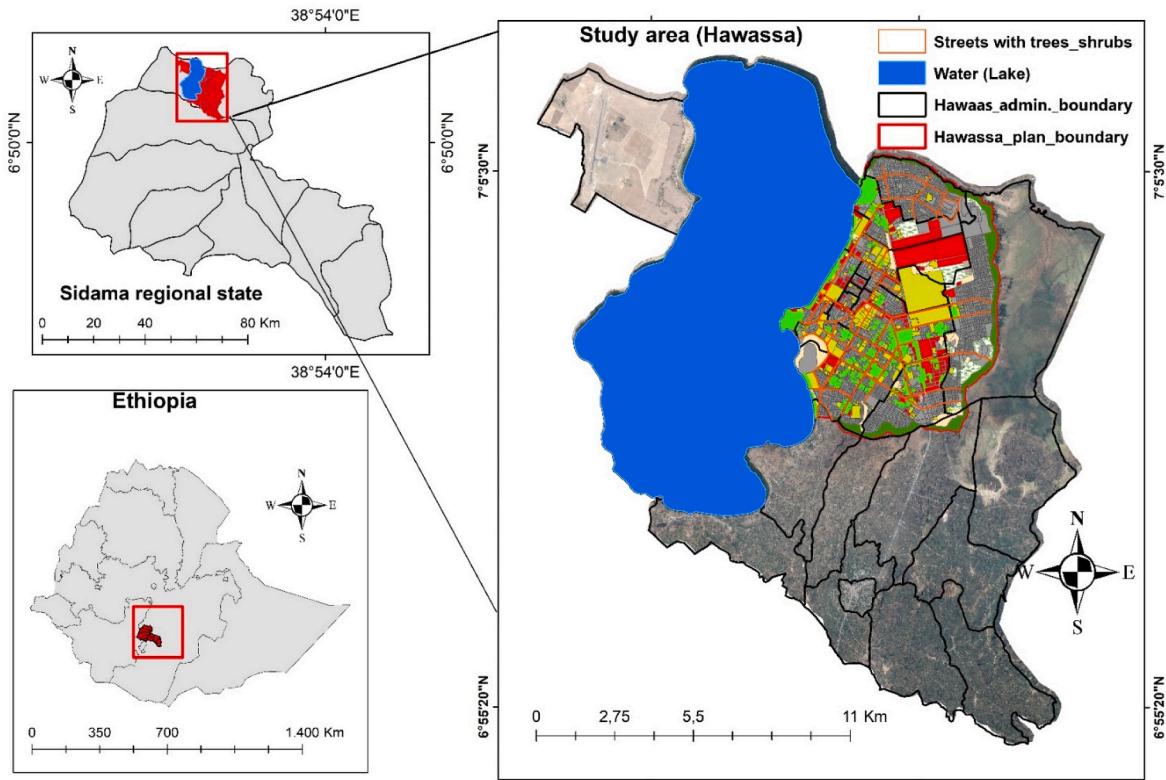 38°54'0"E
N
W
E
S
6°50'0"N
6°50'0"N
Sidama regional state
0 20 40 80 Km
38°54'0"E
Ethiopia
N
W
E
S
0 350 700 1.400 Km
Study area (Hawassa)
Streets with trees_shrubs
Water (Lake)
Hawaas_admin._boundary
Hawassa_plan_boundary
7°5'30"N
7°5'30"N
N
W
E
S
0 2,75 5,5 11 Km
6°55'20"N
6°55'20"N